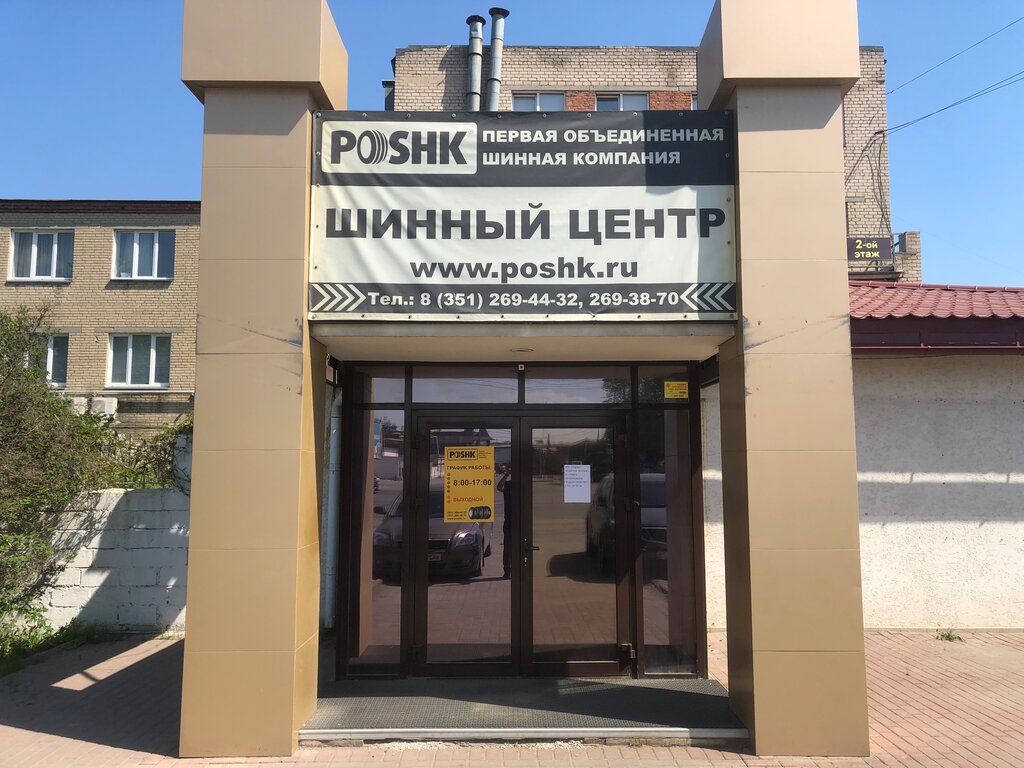 POSHK
ПЕРВАЯ ОБЪЕДИНЕННАЯ
ШИННАЯ КОМПАНИЯ
ШИННЫЙ ЦЕНТР
www.poshk.ru
Тел.: 8 (351) 269-44-32, 269-38-70
2-ой
этаж
POSHK
ГРАФИК РАБОТЫ:
8:00-17:00
ВЫХОДНОЙ